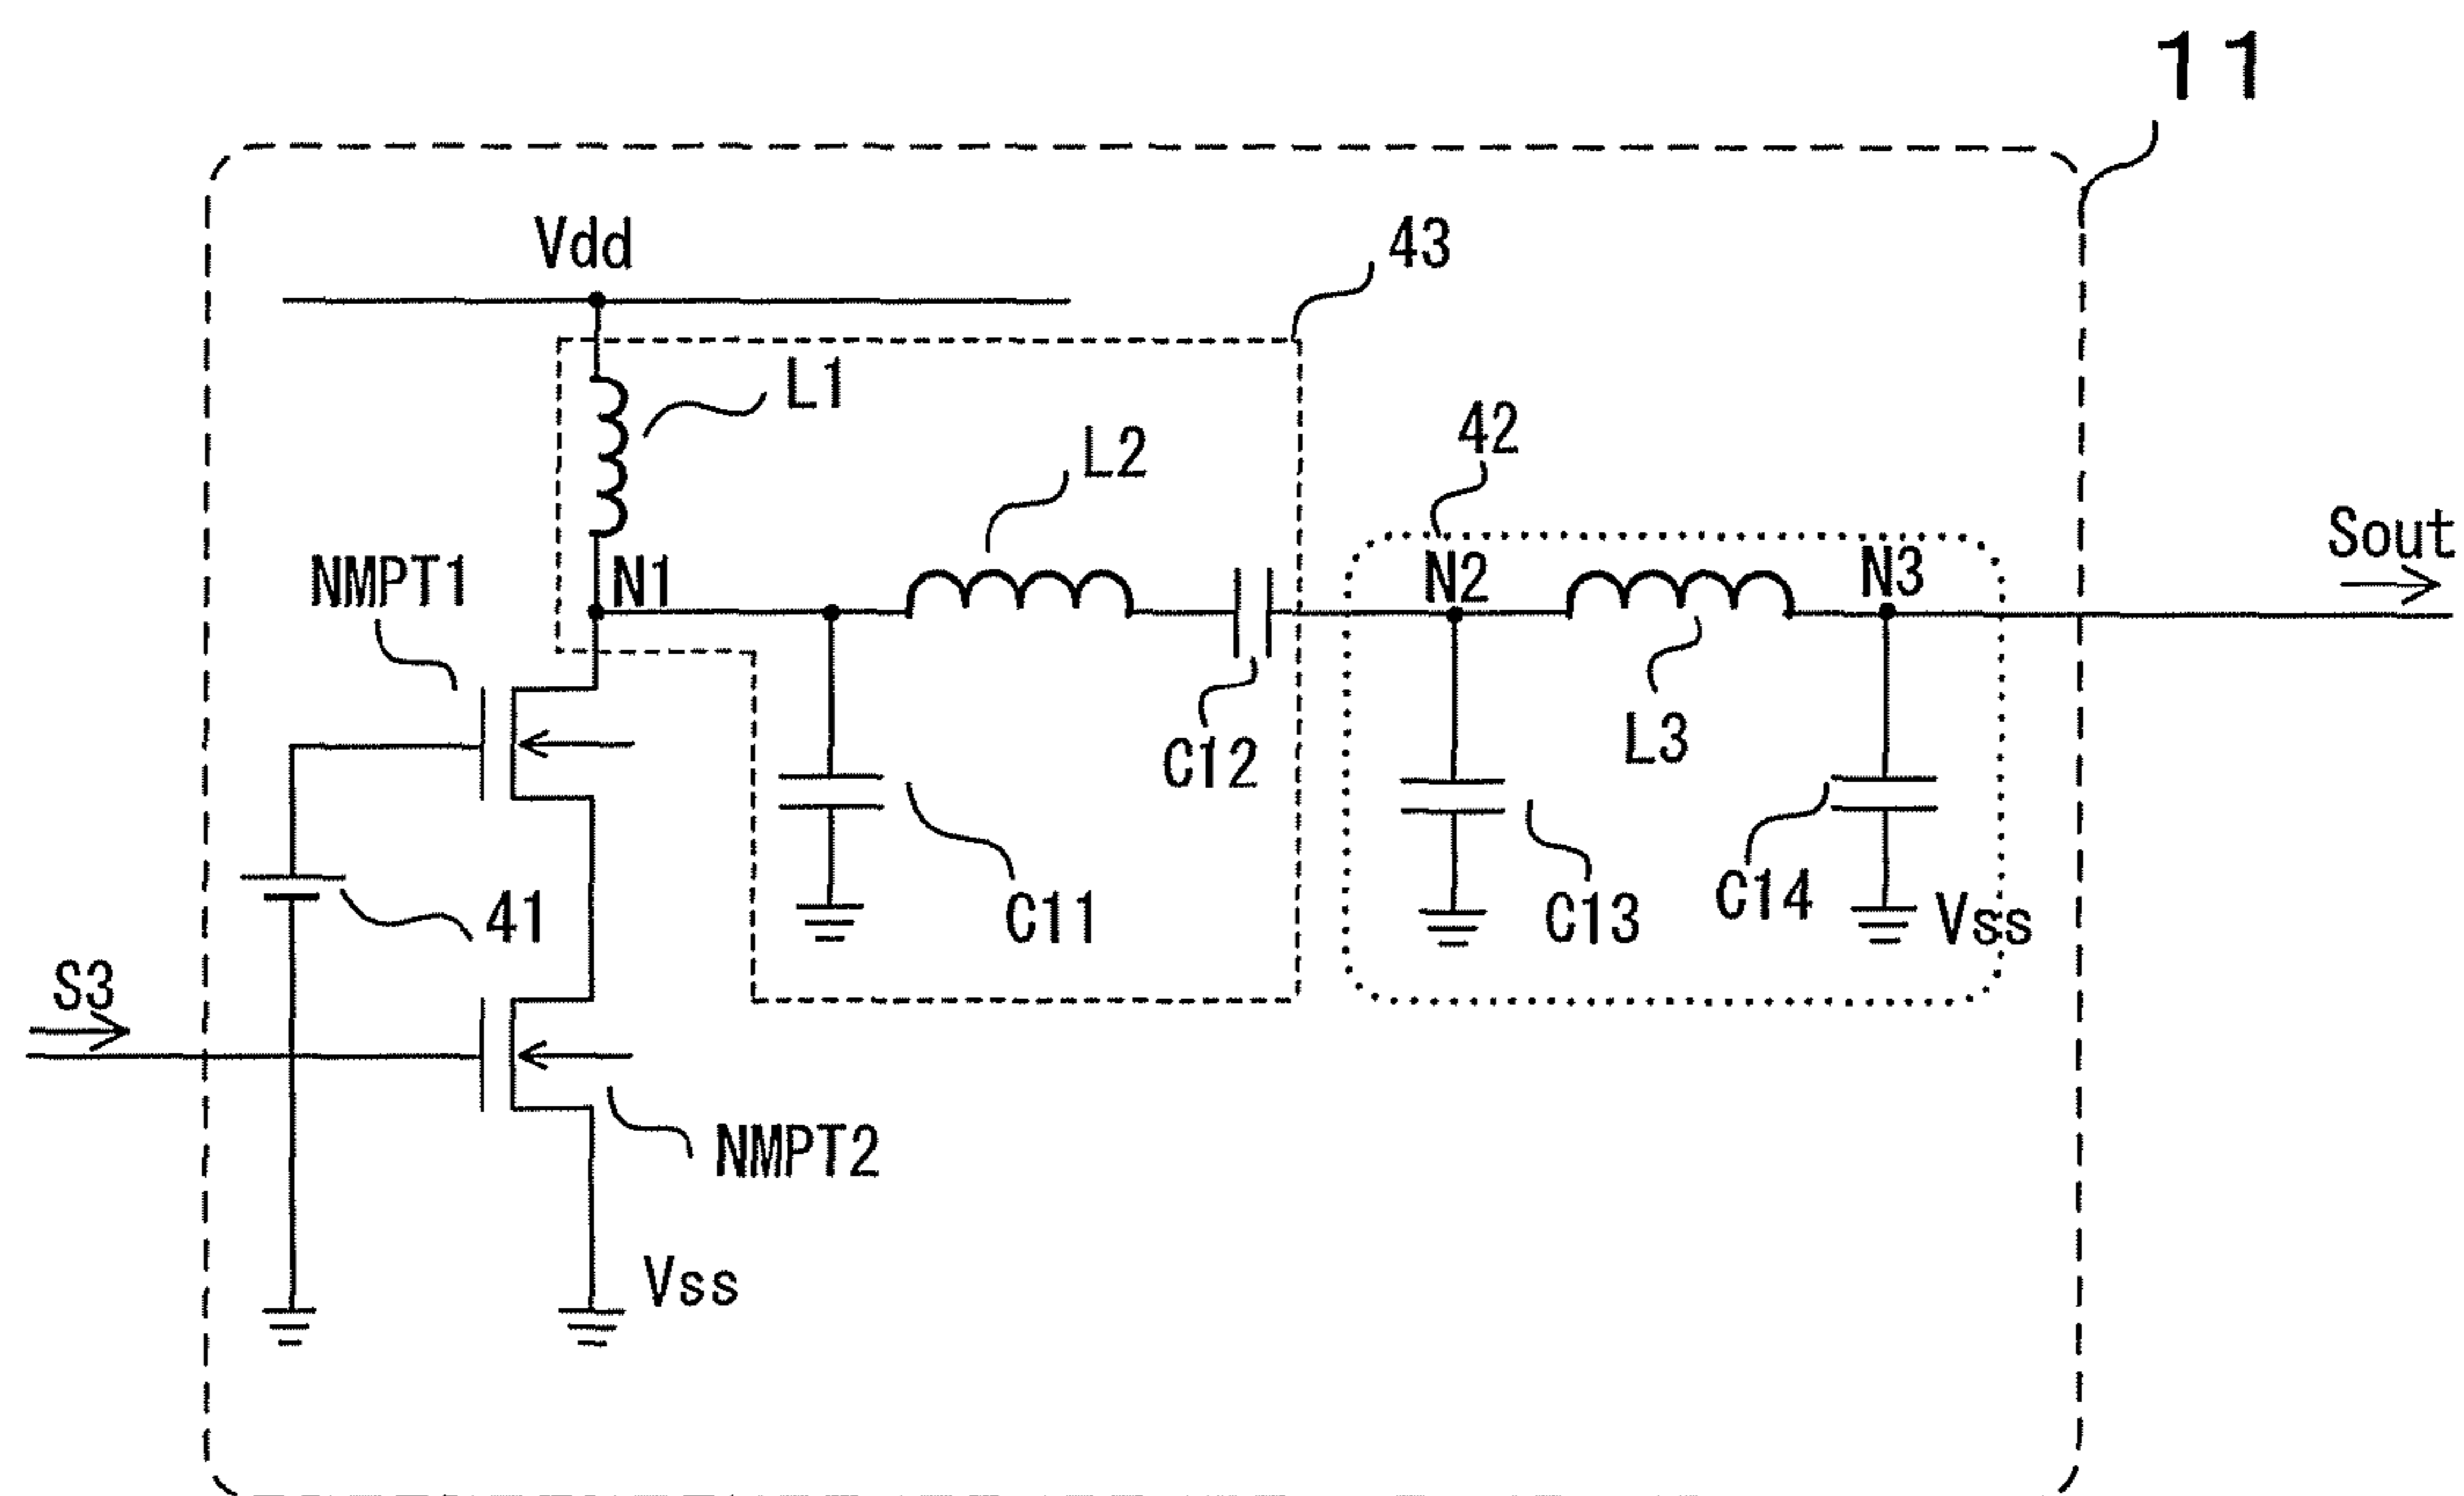 11
Vdd
43
L1
L2
42
Sout
NMPT1
N1
N2
N3
C12
L3
41
C11
C13
C14
Vss
S3
NMPT2
Vss